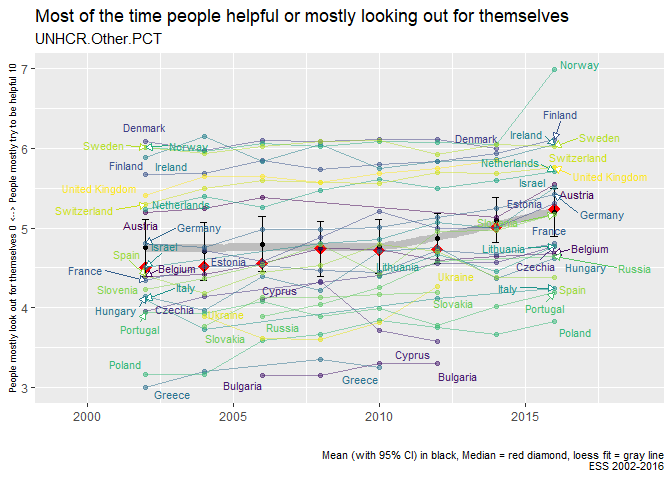 Most of the time people helpful or mostly looking out for themselves
UNHCR.Other.PCT
People mostly look out for themselves 0 <--> People mostly try to be helpful 10
7
6
5
4
3
Norway
Finland
Denmark
Denmark
Ireland
Sweden
Sweden
Norway
Netherlands
Switzerland
Finland
Ireland
United Kingdom
Israel
United Kingdom
Netherlands
Estonia
Austria
Switzerland
Germany
Austria
Germany
France
Spain
Israel
Lithuania
Belgium
Estonia
Lithuania
Czechia
Hungary
Russia
France
Belgium
Ukraine
Slovenia
Italy
Cyprus
Italy
Spain
Hungary
Czechia
Slovakia
Portugal
Ukraine
Portugal
Russia
Slovakia
Poland
Poland
Cyprus
Greece
Bulgaria
Bulgaria
Greece
2000
2005
2010
2015
Mean (with 95% CI) in black, Median = red diamond, loess fit = gray line
ESS 2002-2016